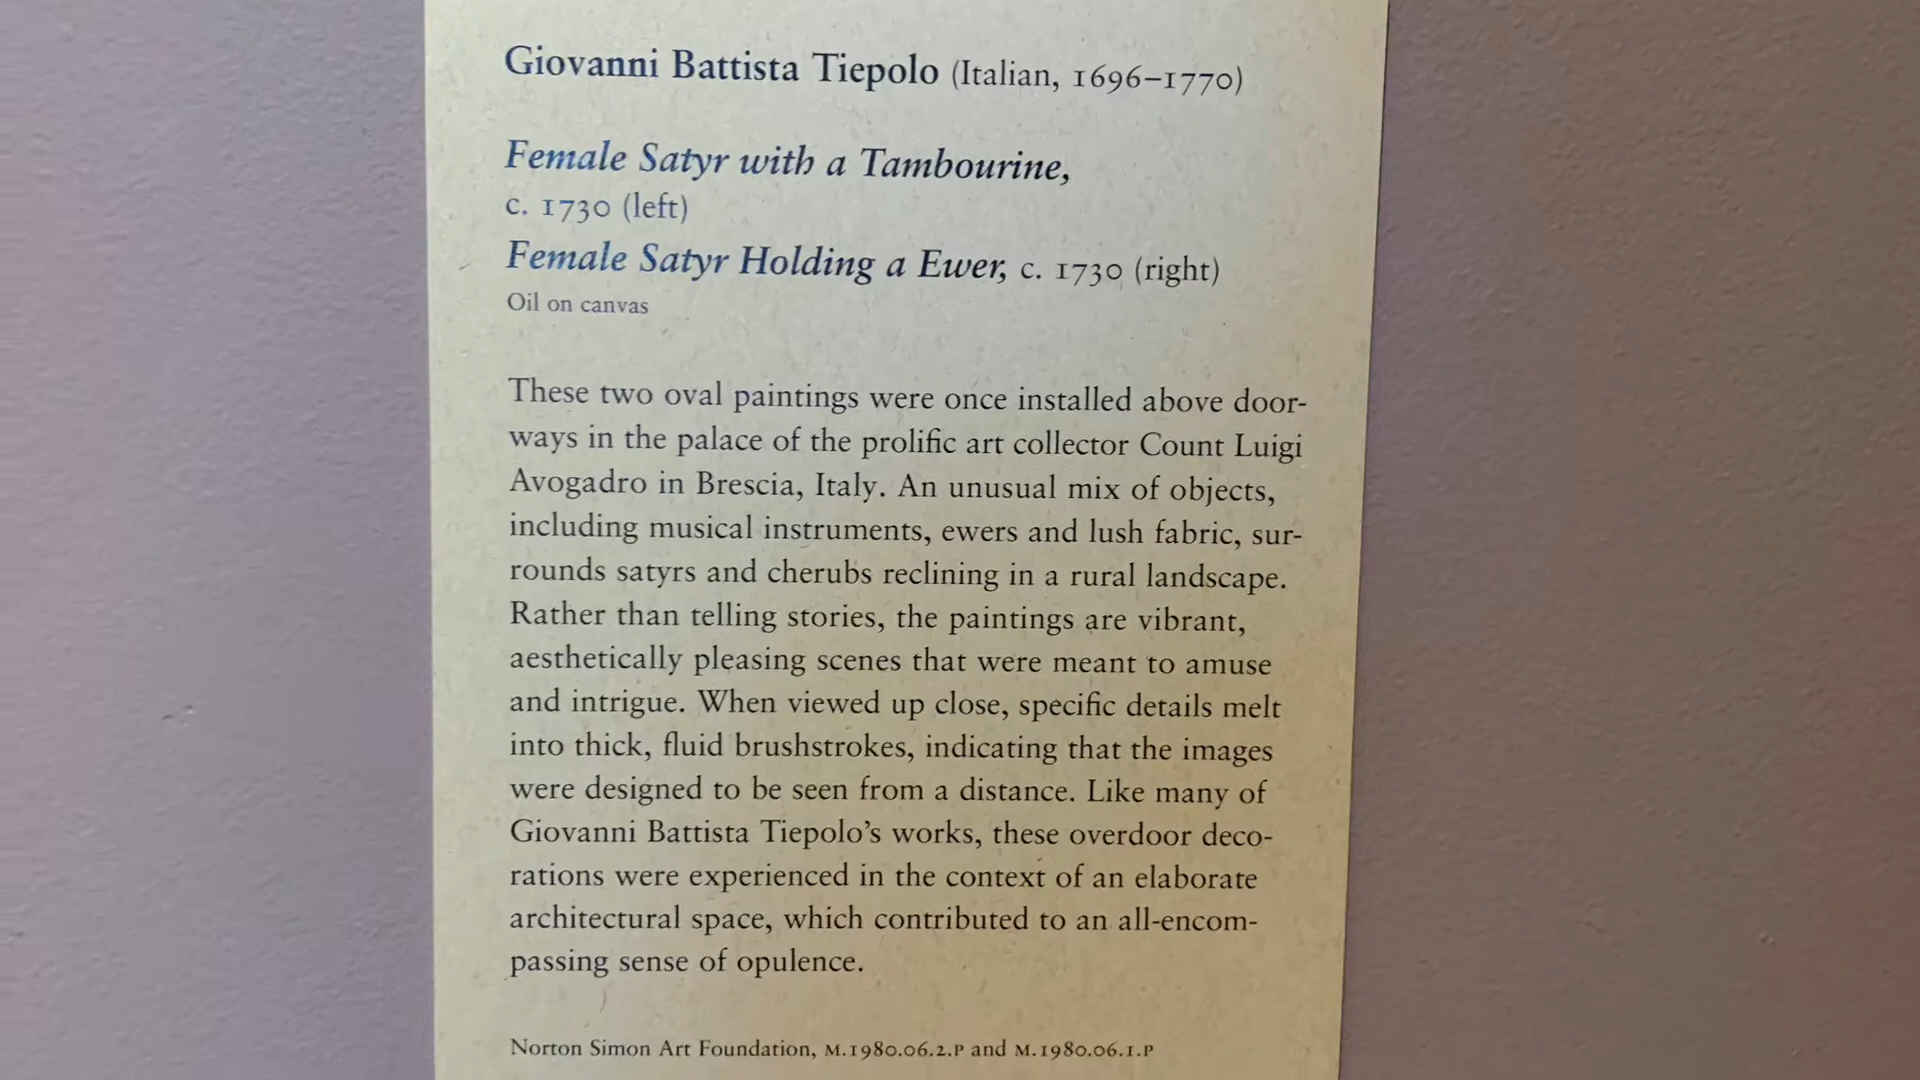 Giovanni Battista Tiepolo (Italian, 1696–1770)
Female Satyr with a Tambourine,
c. 1730 (left)
Female Satyr Holding a Ewer, c. 1730 (right)
Oil on canvas
These two oval paintings were once installed above door-
ways in the palace of the prolific art collector Count Luigi
Avogadro in Brescia, Italy. An unusual mix of objects,
including musical instruments, ewers and lush fabric, sur-
rounds satyrs and cherubs reclining in a rural landscape.
Rather than telling stories, the paintings are vibrant,
aesthetically pleasing scenes that were meant to amuse
and intrigue. When viewed up close, specific details melt
into thick, fluid brushstrokes, indicating that the images
were designed to be seen from a distance. Like many of
Giovanni Battista Tiepolo’s works, these overdoor deco-
rations were experienced in the context of an elaborate
architectural space, which contributed to an all-encom-
passing sense of opulence.
Norton Simon Art Foundation, M.1980.06.2.P and M.1980.06.1.P